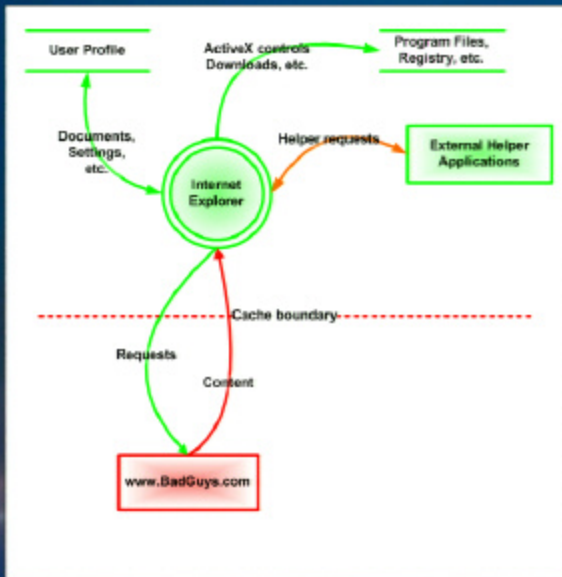 User Profile
ActiveX controls
Downloads, etc.
Program Files,
Registry, etc.
Documents,
Settings,
etc.
Helper requests
External Helper
Applications
Internet
Explorer
Cache boundary
Requests
Content
www.BadGuys.com